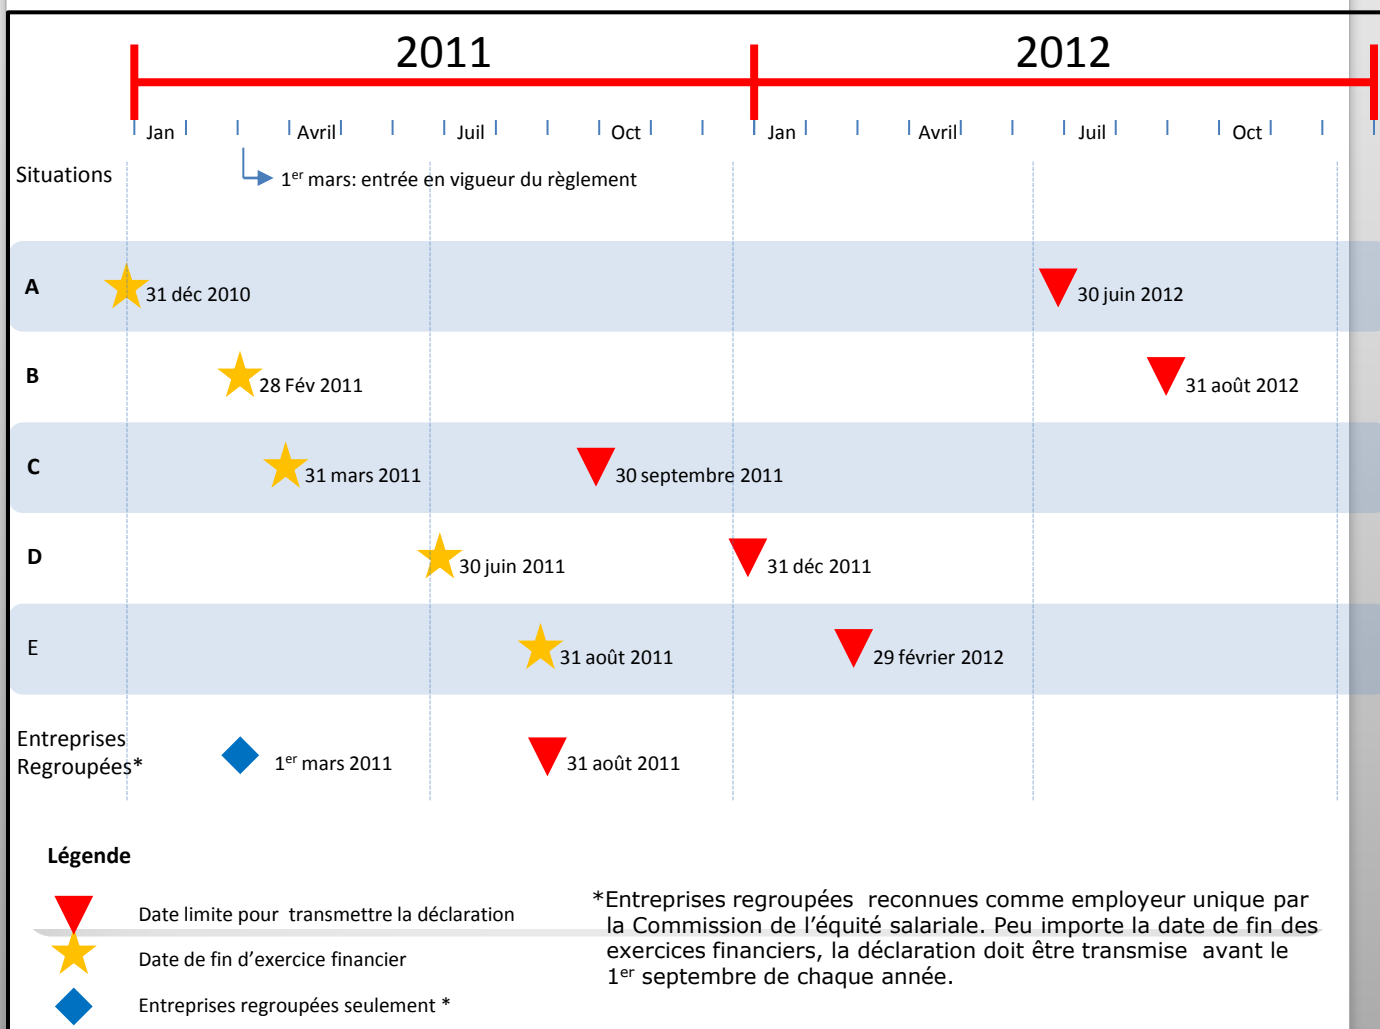 2011 2012
Jan Avril Juil Oct Jan Avril Juil Oct
Situations
1er mars: entrée en vigueur du règlement
A 31 déc 2010 30 juin 2012
B 28 Fév 2011 31 août 2012
C 31 mars 2011 30 septembre 2011
D 30 juin 2011 31 déc 2011
E 31 août 2011 29 février 2012
Entreprises
Regroupées*
1er mars 2011 31 août 2011
Légende
Date limite pour transmettre la déclaration
Date de fin d'exercice financier
Entreprises regroupées seulement *
*Entreprises regroupées reconnues comme employeur unique par
la Commission de l'équité salariale. Peu importe la date de fin des
exercices financiers, la déclaration doit être transmise avant le
1er septembre de chaque année.